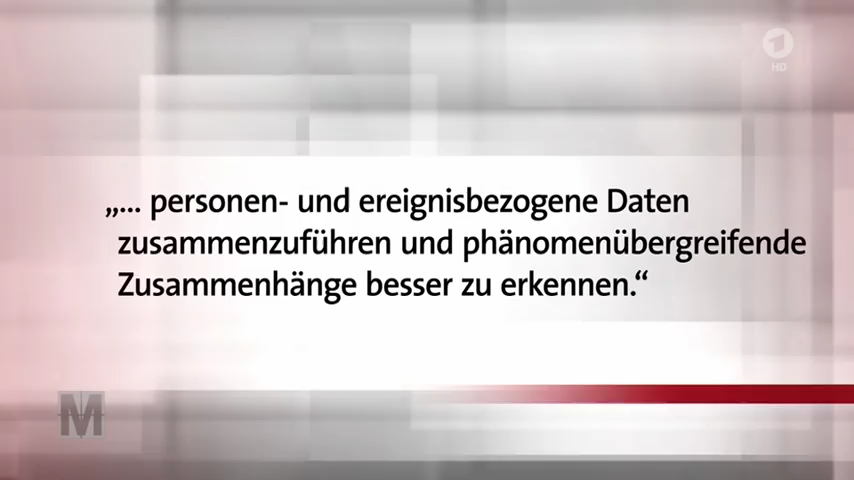 1
HD
„... personen- und ereignisbezogene Daten
zusammenzuführen und phänomenübergreifende
Zusammenhänge besser zu erkennen.“
M